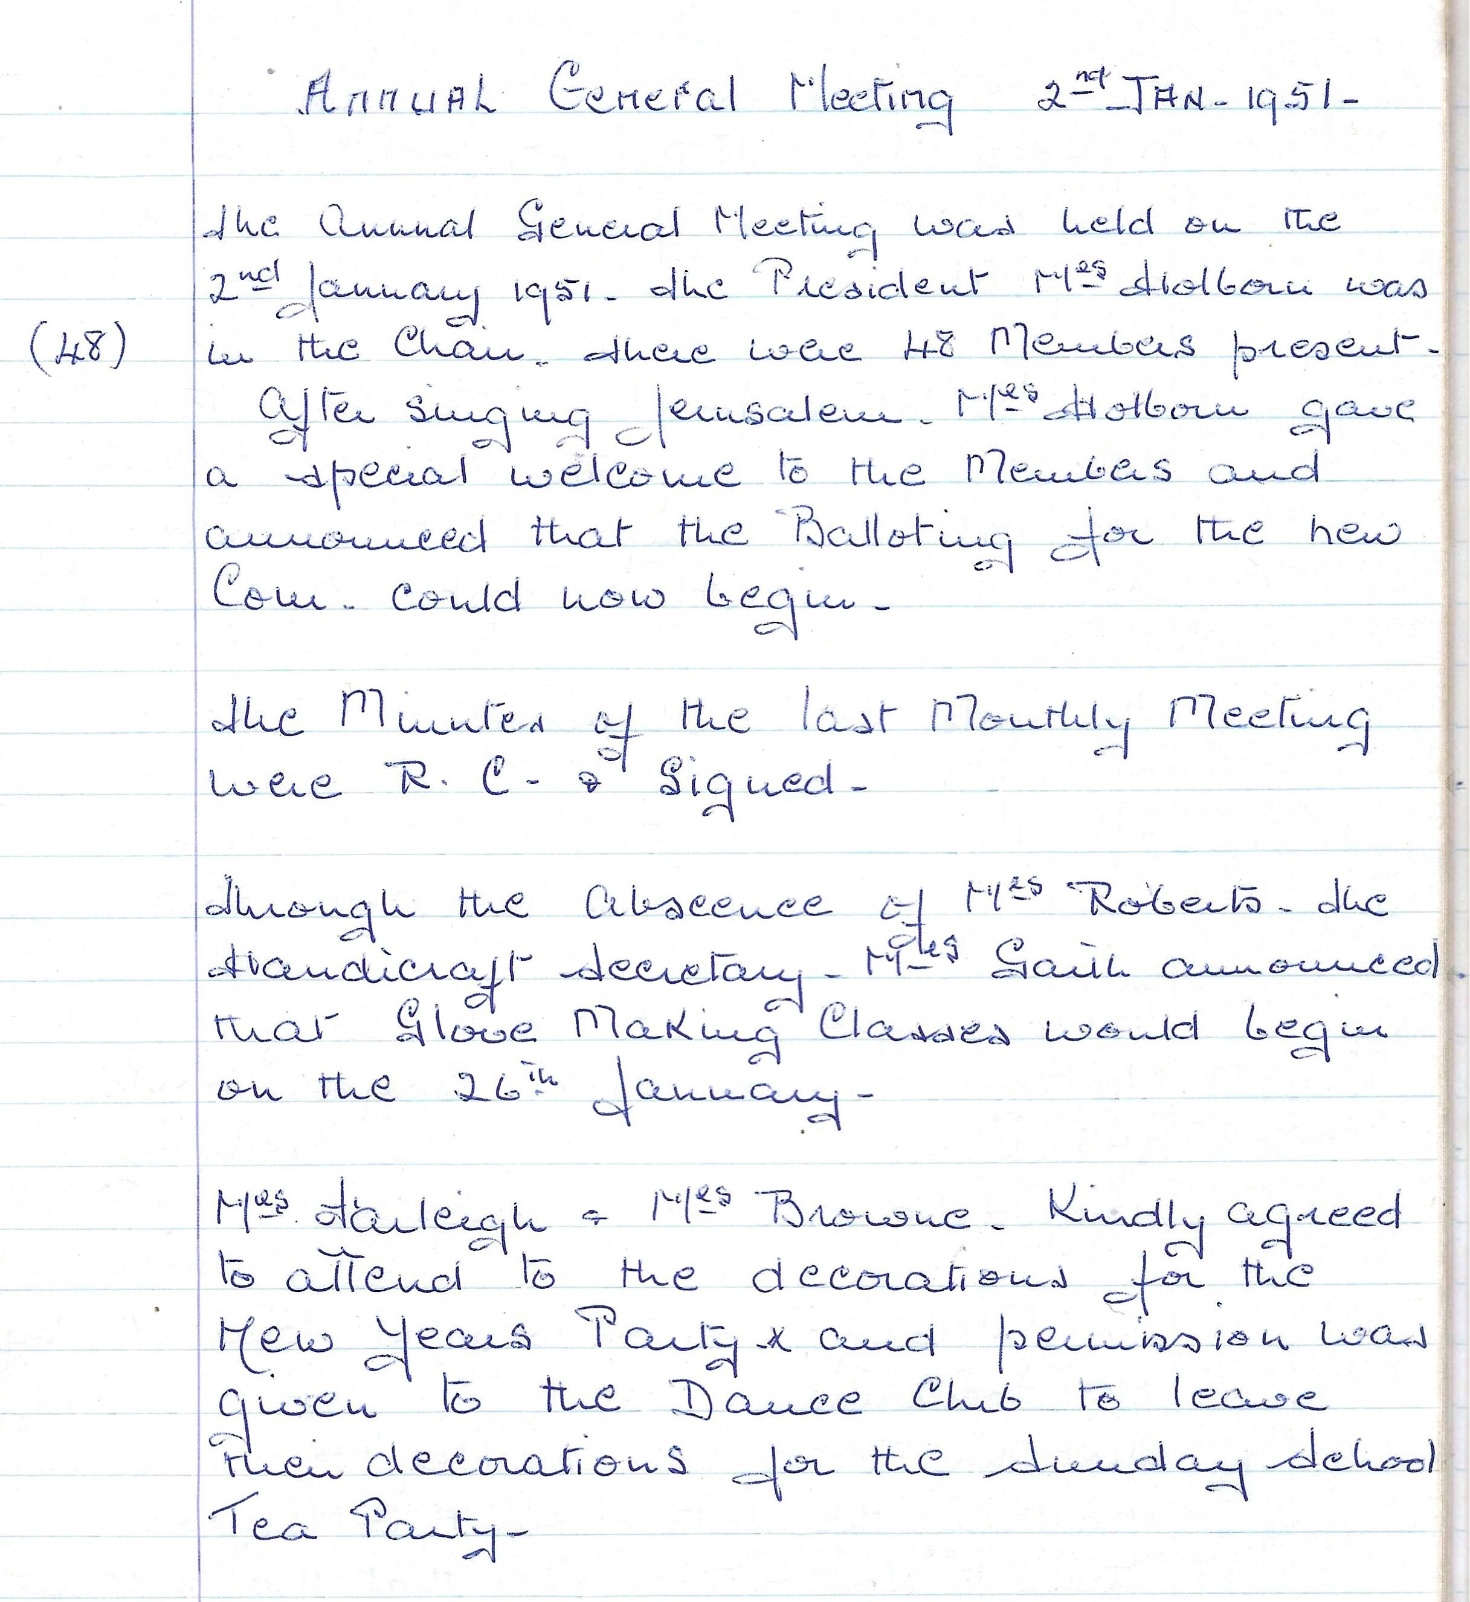 Annual General Meeting 2nd JAN - 1951 -
The Annual General Meeting was held on the
2nd January 1951 - The President Mrs Holborn was
(48) in the Chair. There were 48 Members present -
After singing Jerusalem - Mrs Holborn gave
a special welcome to the Members and
announced that the Balloting for the new
Com - could now begin -
The Minutes of the last Monthly Meeting
were R. C - & Signed -
Through the Abscence of Mrs Roberts - the
Handicraft Secretary - Mrs Garth announced
that Glove Making Classes would begin
on the 26th January -
Mrs Farleigh & Mrs Browne - Kindly agreed
to attend to the decorations for the
New Years Party x and permission was
given to the Dance Club to leave
their decorations for the Sunday School
Tea Party -